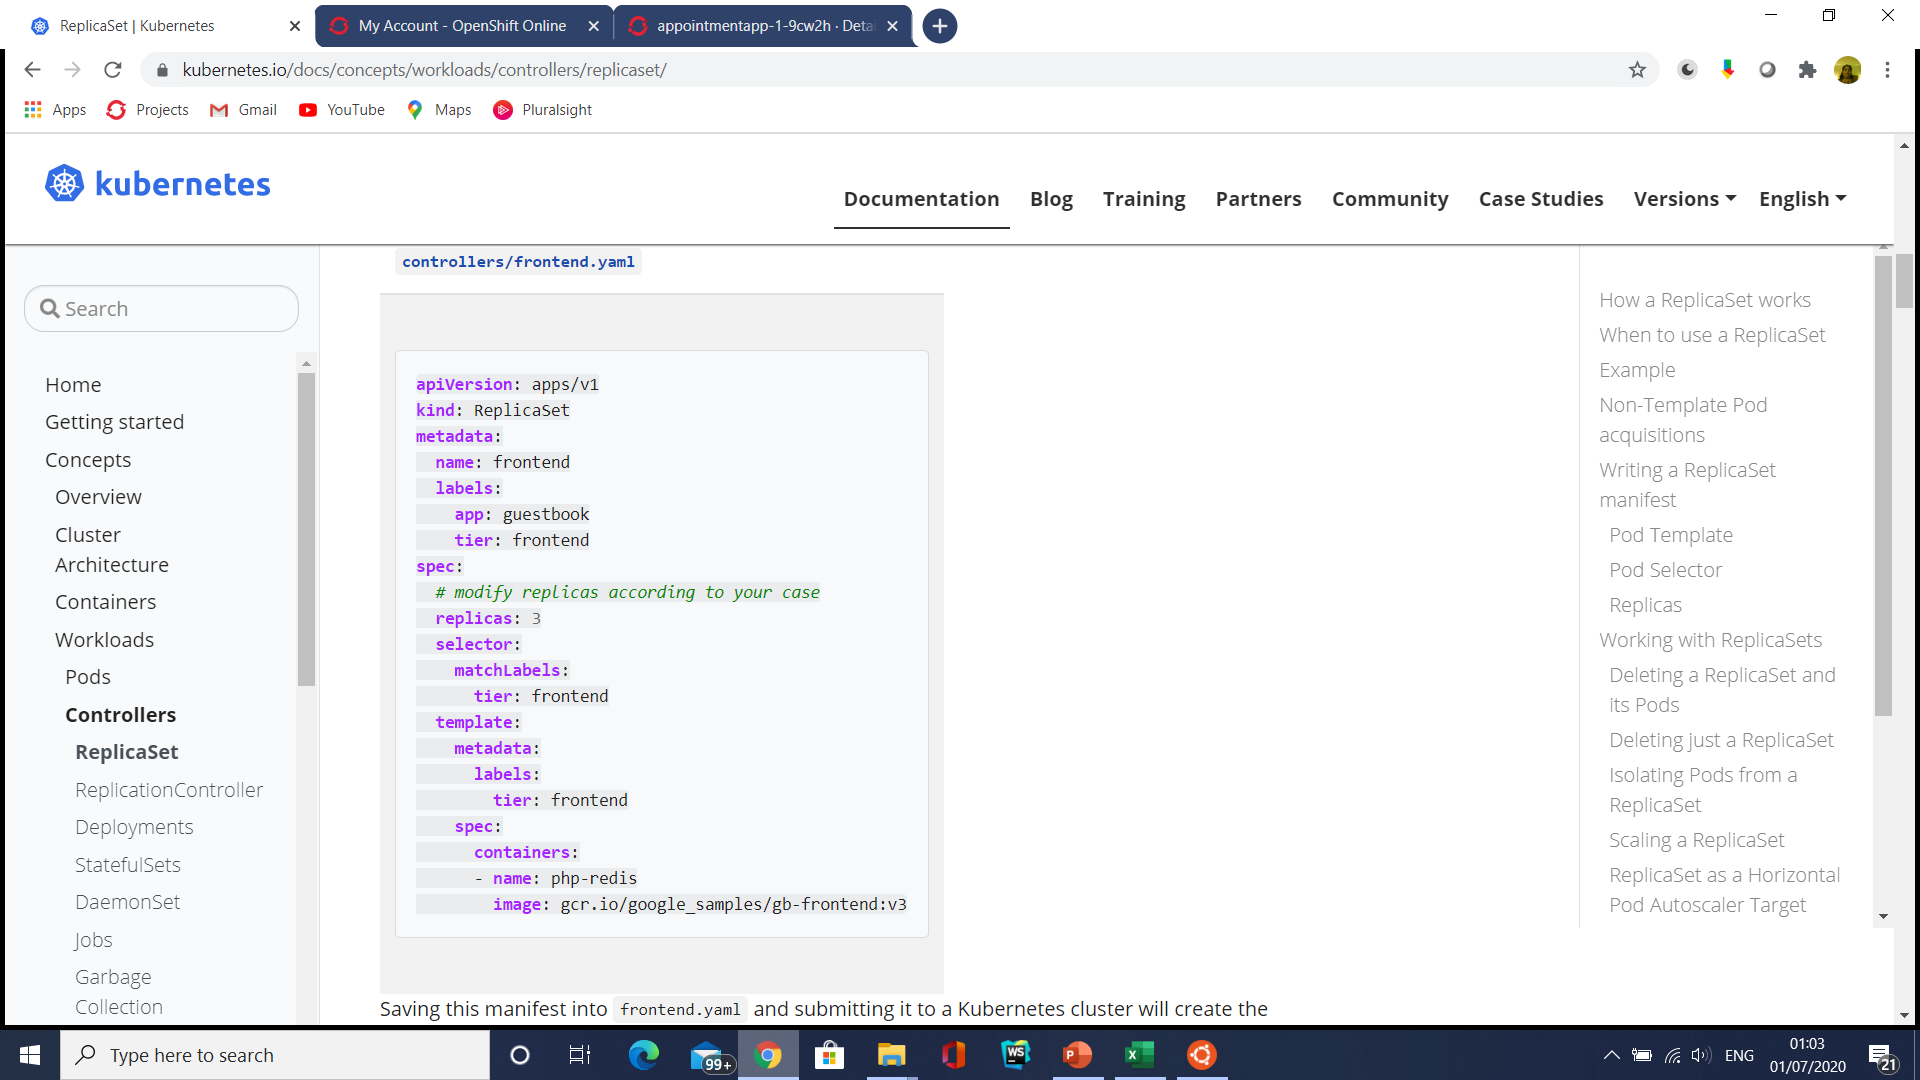 ReplicaSet | Kubernetes
My Account - OpenShift Online
appointmentapp-1-9cw2h · Deta
kubernetes.io/docs/concepts/workloads/controllers/replicaset/
Apps
Projects
Gmail
YouTube
Maps
Pluralsight
kubernetes
Documentation
Blog
Training
Partners
Community
Case Studies
Versions
English
Search
Home
Getting started
Concepts
Overview
Cluster
Architecture
Containers
Workloads
Pods
Controllers
ReplicaSet
ReplicationController
Deployments
StatefulSets
DaemonSet
Jobs
Garbage
Collection
controllers/frontend.yaml
apiVersion: apps/v1
kind: ReplicaSet
metadata:
  name: frontend
  labels:
    app: guestbook
    tier: frontend
spec:
  # modify replicas according to your case
  replicas: 3
  selector:
    matchLabels:
      tier: frontend
  template:
    metadata:
      labels:
        tier: frontend
    spec:
      containers:
      - name: php-redis
        image: gcr.io/google_samples/gb-frontend:v3
Saving this manifest into frontend.yaml and submitting it to a Kubernetes cluster will create the
How a ReplicaSet works
When to use a ReplicaSet
Example
Non-Template Pod
acquisitions
Writing a ReplicaSet
manifest
Pod Template
Pod Selector
Replicas
Working with ReplicaSets
Deleting a ReplicaSet and
its Pods
Deleting just a ReplicaSet
Isolating Pods from a
ReplicaSet
Scaling a ReplicaSet
ReplicaSet as a Horizontal
Pod Autoscaler Target
Type here to search
99+
WS
P
X
ENG
01:03
01/07/2020
21